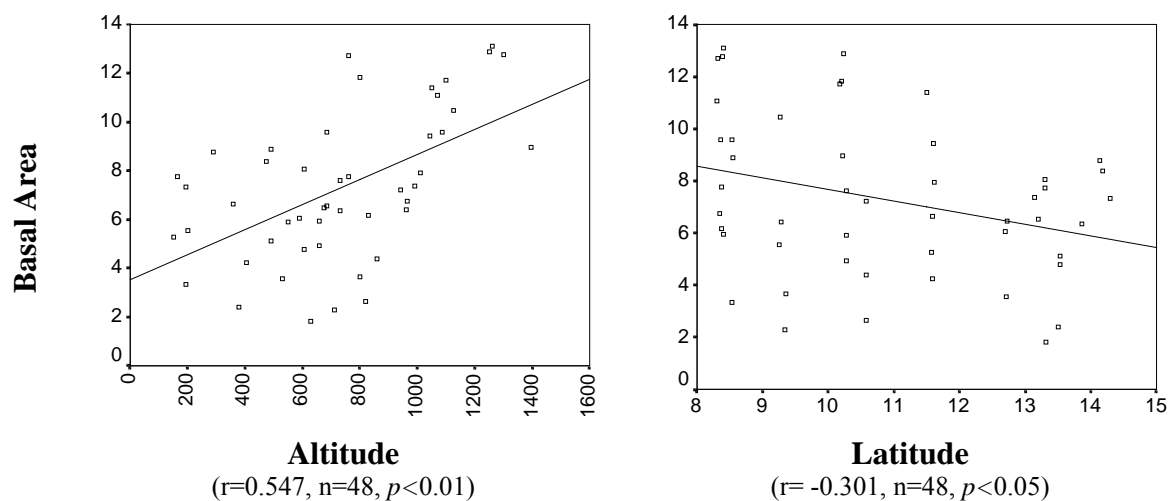 14
12
10
8
6
4
2
0
0 200 400 600 800 1000 1200 1400 1600
Basal Area
Altitude
(r=0.547, n=48, p<0.01)
14
12
10
8
6
4
2
0
8 9 10 11 12 13 14 15
Latitude
(r= -0.301, n=48, p<0.05)